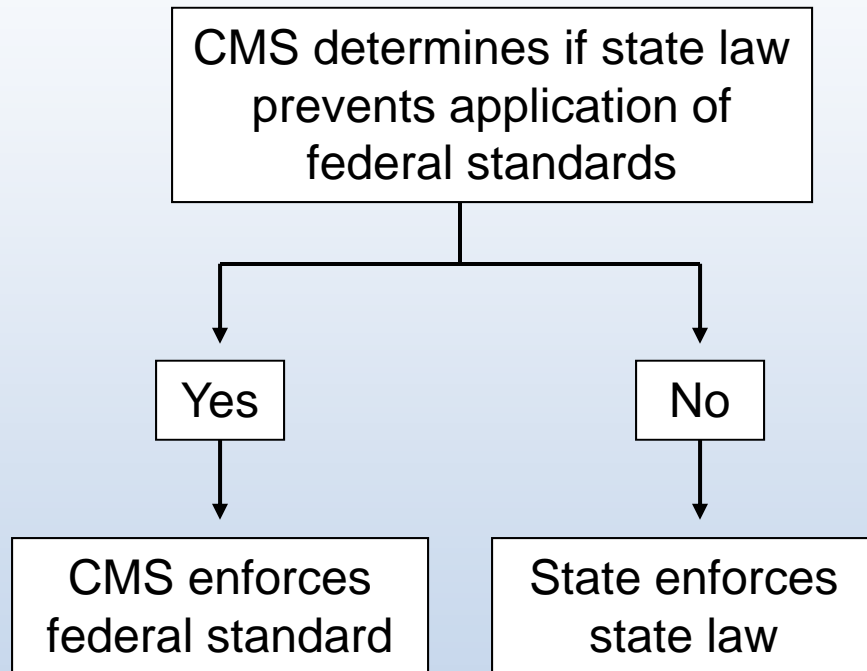 CMS determines if state law
prevents application of
federal standards
Yes
No
CMS enforces
federal standard
State enforces
state law